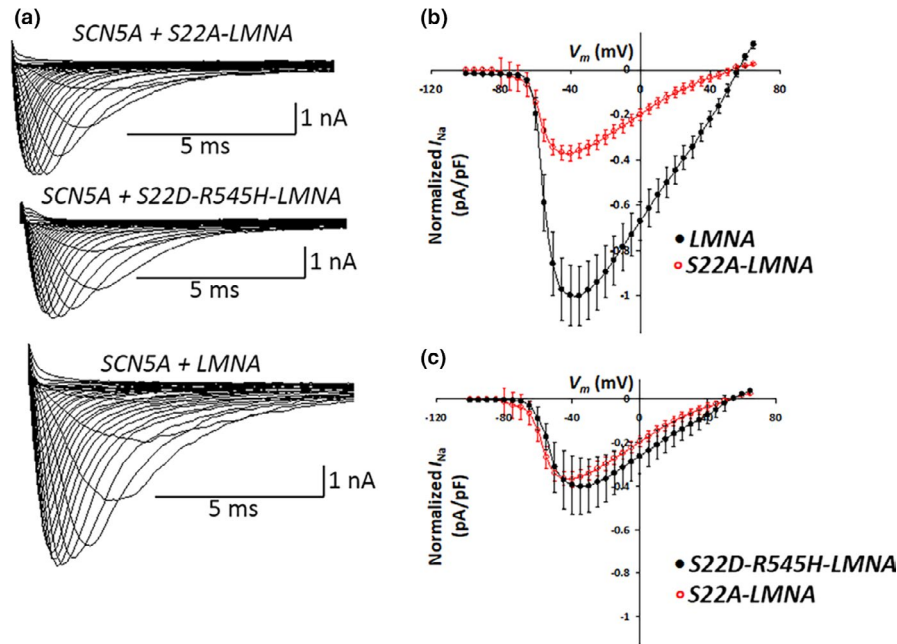 (a)
SCN5A + S22A-LMNA
1 nA
5 ms
SCN5A + S22D-R545H-LMNA
1 nA
5 ms
SCN5A + LMNA
1 nA
5 ms
(b)
Vm (mV)
-120 -80 -40 0 40 80
-0.2
-0.4
-0.6
-0.8
-1
Normalized INa
(pA/pF)
LMNA
S22A-LMNA
(c)
Vm (mV)
-120 -80 -40 0 40 80
-0.2
-0.4
-0.6
-0.8
-1
Normalized INa
(pA/pF)
S22D-R545H-LMNA
S22A-LMNA